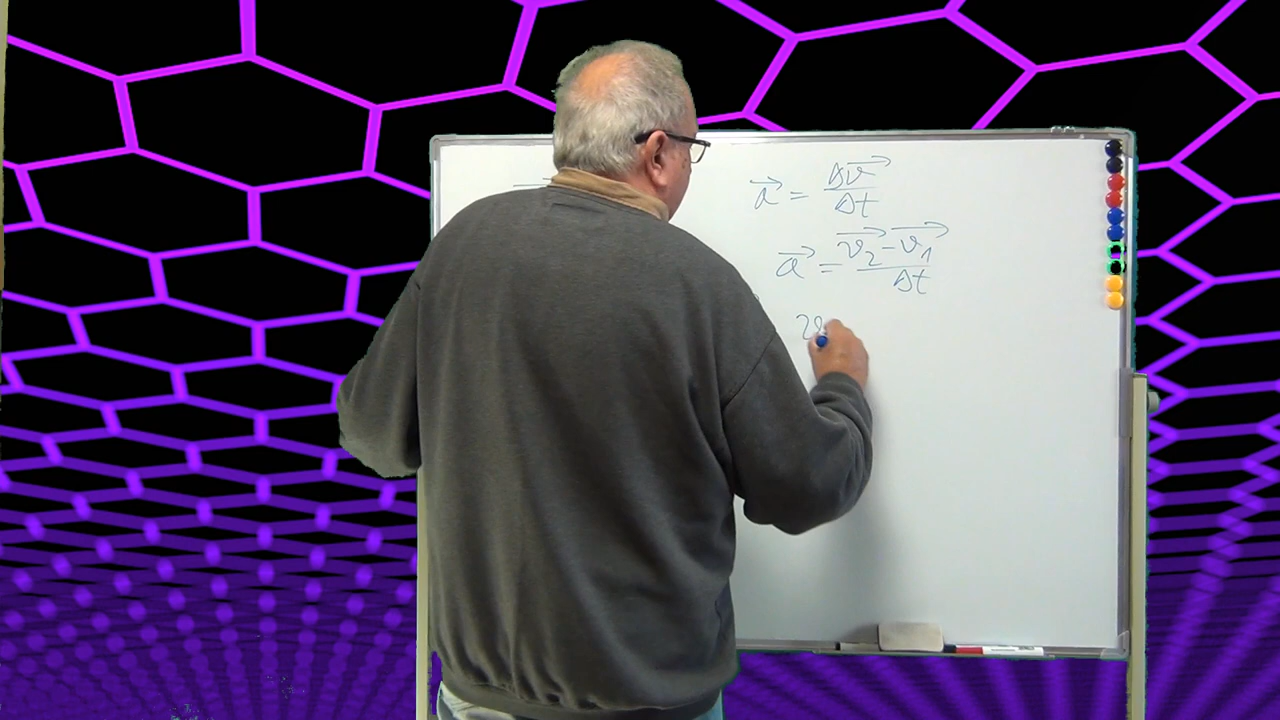 a⃗ = Δv⃗ / Δt
a⃗ = v⃗₂ − v⃗₁ / Δt
v